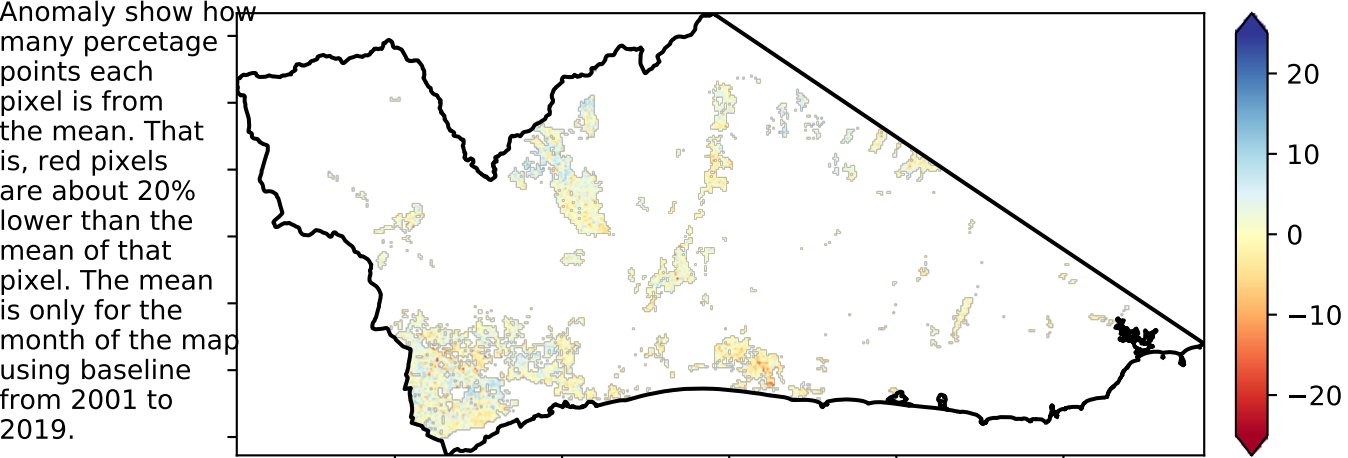 Anomaly show how
many percetage
points each
pixel is from
the mean. That
is, red pixels
are about 20%
lower than the
mean of that
pixel. The mean
is only for the
month of the map
using baseline
from 2001 to
2019.
20
10
0
−10
−20